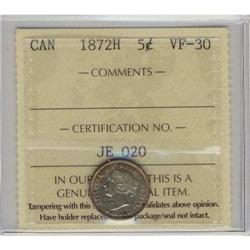 CAN 1872H 5¢ VF-30
— COMMENTS —
— CERTIFICATION NO. —
JE 020
IN OUR THIS IS A
GENU AL ITEM.
Tampering with this alidates above opinion.
Have holder replace package/seal not intact.